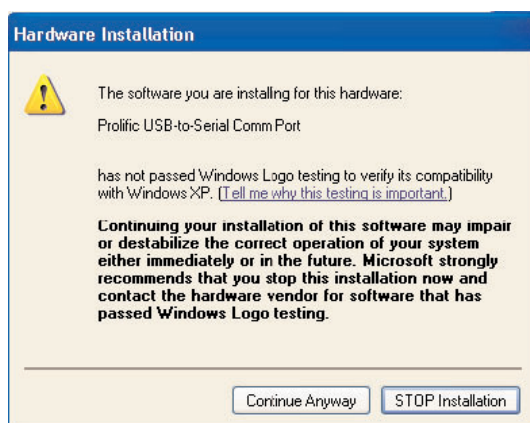 Hardware Installation
The software you are installing for this hardware:
Prolific USB-to-Serial Comm Port
has not passed Windows Logo testing to verify its compatibility
with Windows XP. (Tell me why this testing is important.)
Continuing your installation of this software may impair
or destabilize the correct operation of your system
either immediately or in the future. Microsoft strongly
recommends that you stop this installation now and
contact the hardware vendor for software that has
passed Windows Logo testing.
Continue Anyway
STOP Installation